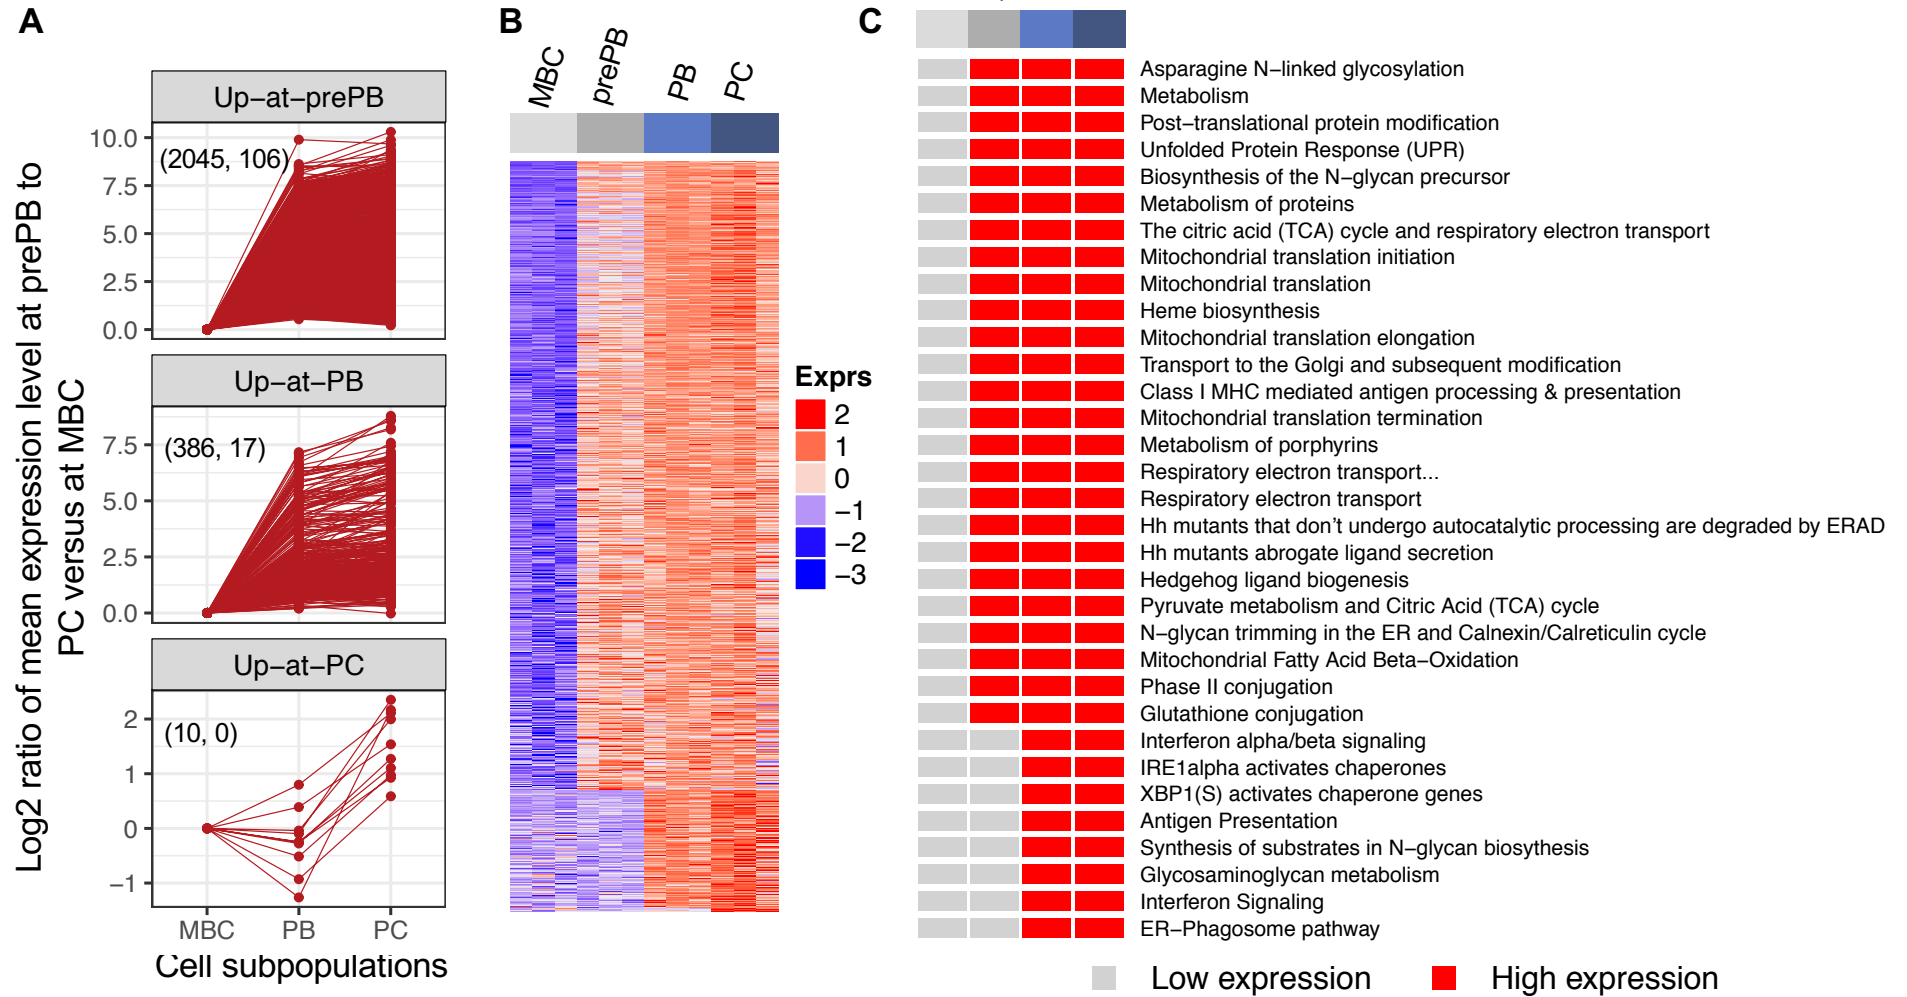 A
Log2 ratio of mean expression level at prePB to
PC versus at MBC
Up−at−prePB
(2045, 106)
10.0
7.5
5.0
2.5
0.0
Up−at−PB
(386, 17)
7.5
5.0
2.5
0.0
Up−at−PC
(10, 0)
2
1
0
−1
MBC PB PC
Cell subpopulations
B
MBC prePB PB PC
Exprs
2
1
0
−1
−2
−3
C
Asparagine N−linked glycosylation
Metabolism
Post−translational protein modification
Unfolded Protein Response (UPR)
Biosynthesis of the N−glycan precursor
Metabolism of proteins
The citric acid (TCA) cycle and respiratory electron transport
Mitochondrial translation initiation
Mitochondrial translation
Heme biosynthesis
Mitochondrial translation elongation
Transport to the Golgi and subsequent modification
Class I MHC mediated antigen processing & presentation
Mitochondrial translation termination
Metabolism of porphyrins
Respiratory electron transport...
Respiratory electron transport
Hh mutants that don’t undergo autocatalytic processing are degraded by ERAD
Hh mutants abrogate ligand secretion
Hedgehog ligand biogenesis
Pyruvate metabolism and Citric Acid (TCA) cycle
N−glycan trimming in the ER and Calnexin/Calreticulin cycle
Mitochondrial Fatty Acid Beta−Oxidation
Phase II conjugation
Glutathione conjugation
Interferon alpha/beta signaling
IRE1alpha activates chaperones
XBP1(S) activates chaperone genes
Antigen Presentation
Synthesis of substrates in N−glycan biosythesis
Glycosaminoglycan metabolism
Interferon Signaling
ER−Phagosome pathway
Low expression High expression